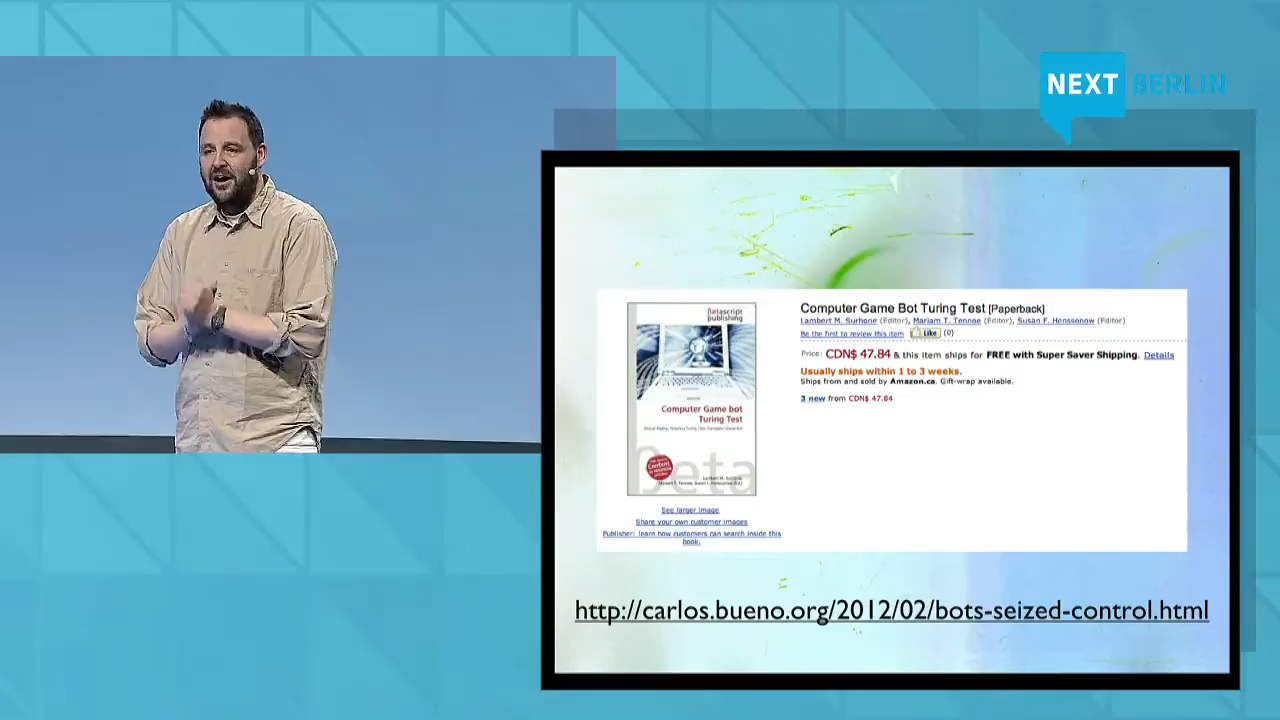 NEXT BERLIN
Betascript
publishing
Computer Game bot
Turing Test
Βeta
Computer Game Bot Turing Test [Paperback]
Lambert M. Surhone (Editor), Mariam T. Tennoe (Editor), Susan F. Henssonow (Editor)
Be the first to review this item Like (0)
Price: CDN$ 47.84 & this item ships for FREE with Super Saver Shipping. Details
Usually ships within 1 to 3 weeks.
Ships from and sold by Amazon.ca. Gift-wrap available.
3 new from CDN$ 47.84
See larger image
Share your own customer images
Publisher: learn how customers can search inside this
book.
http://carlos.bueno.org/2012/02/bots-seized-control.html